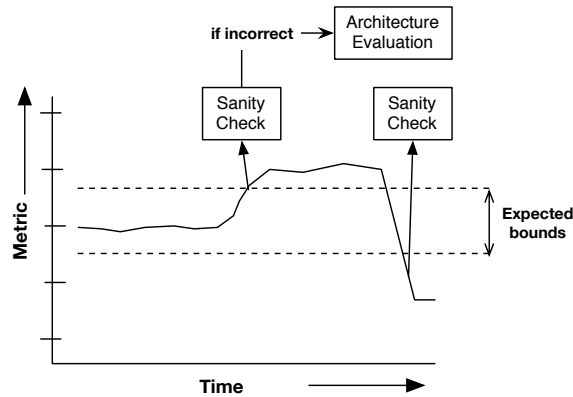 if incorrect
Architecture
Evaluation
Sanity
Check
Sanity
Check
Metric
Expected
bounds
Time